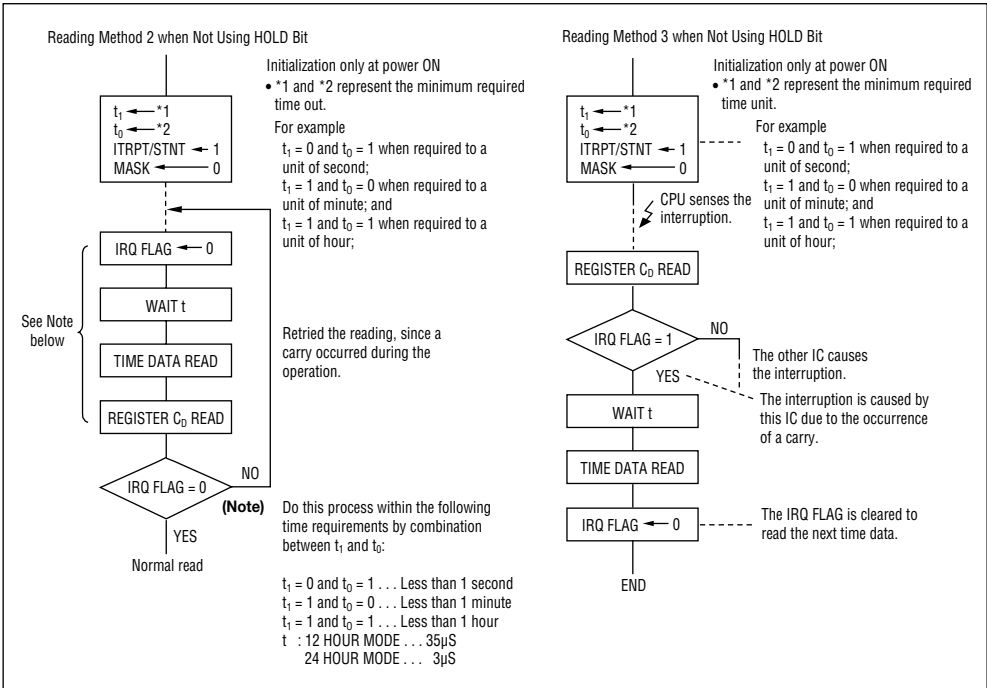 Reading Method 2 when Not Using HOLD Bit
Initialization only at power ON
• *1 and *2 represent the minimum required
time out.
For example
t₁ = 0 and t₀ = 1 when required to a
unit of second;
t₁ = 1 and t₀ = 0 when required to a
unit of minute; and
t₁ = 1 and t₀ = 1 when required to a
unit of hour;
t₁ ← *1
t₀ ← *2
ITRPT/STNT ← 1
MASK ← 0
IRQ FLAG ← 0
WAIT t
TIME DATA READ
REGISTER C_D READ
See Note
below
Retried the reading, since a
carry occurred during the
operation.
IRQ FLAG = 0
NO
YES
Normal read
(Note) Do this process within the following
time requirements by combination
between t₁ and t₀:
t₁ = 0 and t₀ = 1 . . . Less than 1 second
t₁ = 1 and t₀ = 0 . . . Less than 1 minute
t₁ = 1 and t₀ = 1 . . . Less than 1 hour
t : 12 HOUR MODE . . . 35µS
24 HOUR MODE . . . 3µS
Reading Method 3 when Not Using HOLD Bit
Initialization only at power ON
• *1 and *2 represent the minimum required
time unit.
For example
t₁ = 0 and t₀ = 1 when required to a
unit of second;
t₁ = 1 and t₀ = 0 when required to a
unit of minute; and
t₁ = 1 and t₀ = 1 when required to a
unit of hour;
t₁ ← *1
t₀ ← *2
ITRPT/STNT ← 1
MASK ← 0
CPU senses the
interruption.
REGISTER C_D READ
IRQ FLAG = 1
NO
The other IC causes
the interruption.
YES
The interruption is caused by
this IC due to the occurrence
of a carry.
WAIT t
TIME DATA READ
IRQ FLAG ← 0
The IRQ FLAG is cleared to
read the next time data.
END